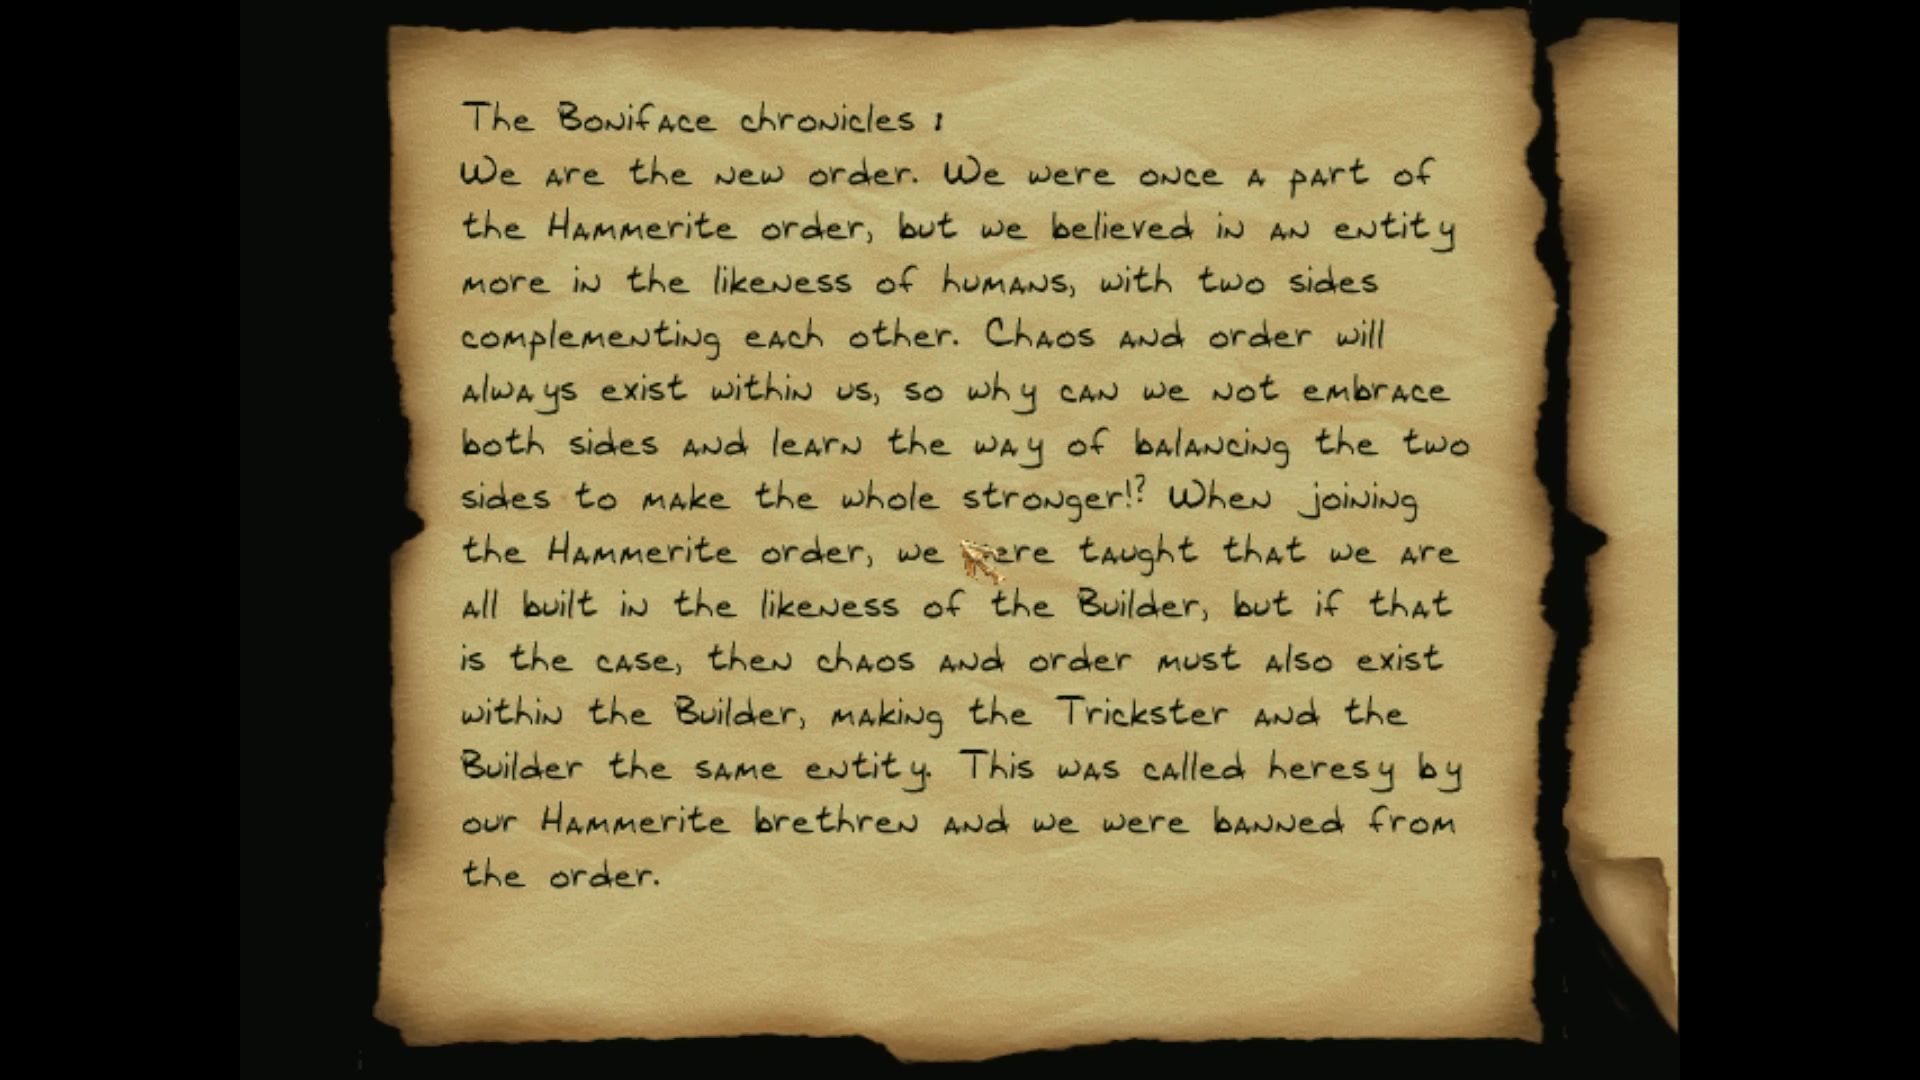 The Boniface chronicles 1
We are the new order. We were once a part of
the Hammerite order, but we believed in an entity
more in the likeness of humans, with two sides
complementing each other. Chaos and order will
always exist within us, so why can we not embrace
both sides and learn the way of balancing the two
sides to make the whole stronger!? When joining
the Hammerite order, we were taught that we are
all built in the likeness of the Builder, but if that
is the case, then chaos and order must also exist
within the Builder, making the Trickster and the
Builder the same entity. This was called heresy by
our Hammerite brethren and we were banned from
the order.